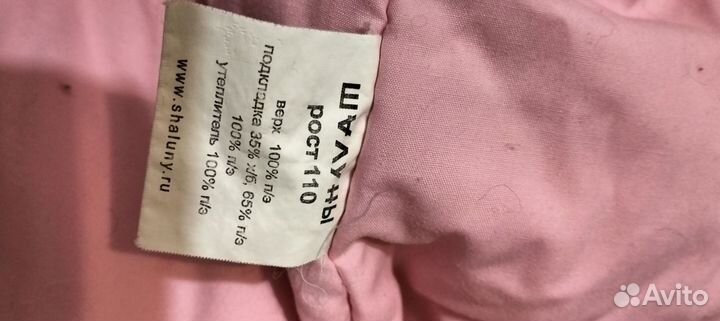 ШАЛУНЫ
рост 110
верх 100% п/э
подкладка 35% х/б, 65% п/э
100% п/э
утеплитель 100% п/э
www.shaluny.ru
Avito